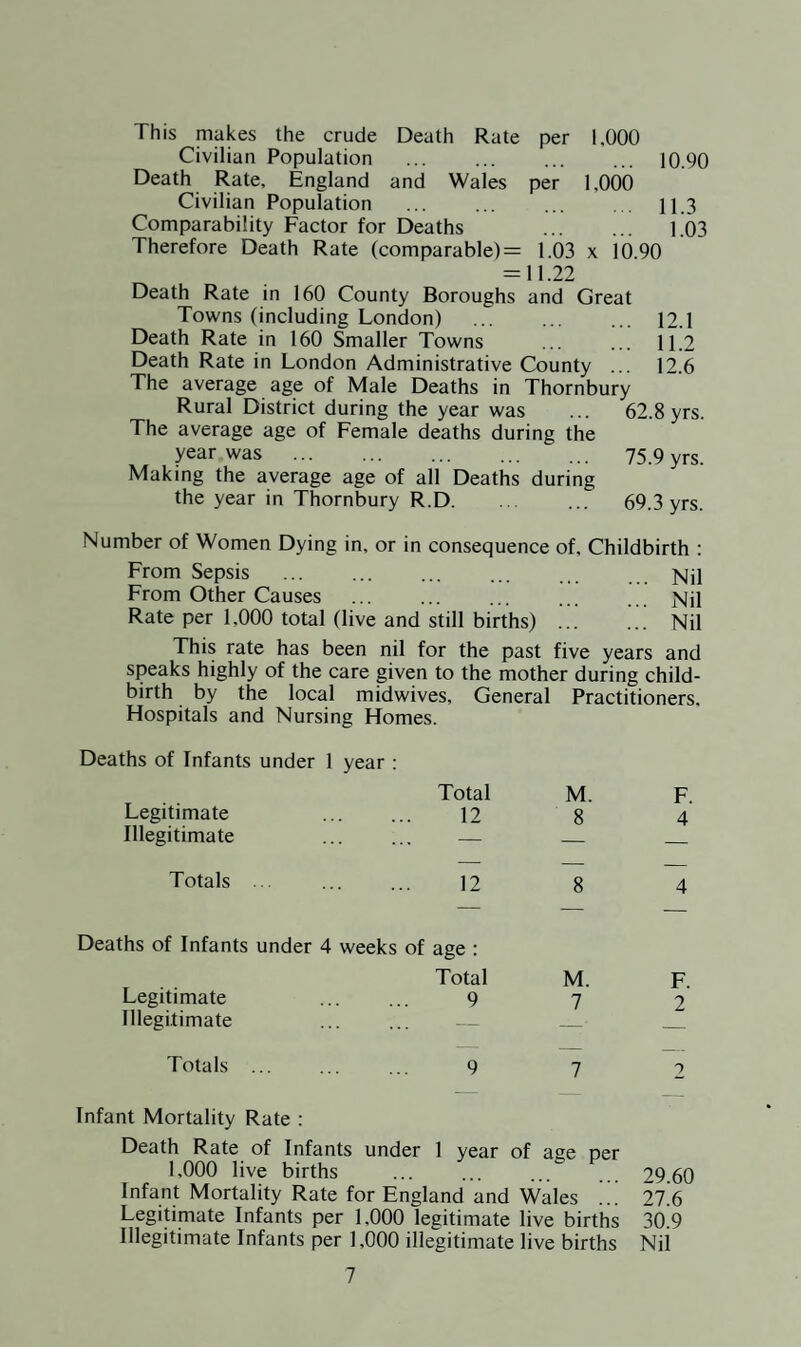 This makes the crude Death Rate per 1,000
Civilian Population ... ... ... ... 10.90
Death Rate, England and Wales per 1,000
Civilian Population ... ... ... ... 11.3
Comparability Factor for Deaths ... ... 1.03
Therefore Death Rate (comparable)= 1.03 x 10.90
=11.22
Death Rate in 160 County Boroughs and Great
Towns (including London) ... ... ... 12.1
Death Rate in 160 Smaller Towns ... ... 11.2
Death Rate in London Administrative County ... 12.6
The average age of Male Deaths in Thornbury
Rural District during the year was ... 62.8 yrs.
The average age of Female deaths during the
year was ... ... ... ... ... 75.9 yrs.
Making the average age of all Deaths during
the year in Thornbury R.D. ... ... 69.3 yrs.
Number of Women Dying in, or in consequence of, Childbirth :
From Sepsis ... ... ... ... ... ... Nil
From Other Causes ... ... ... ... ... Nil
Rate per 1,000 total (live and still births) ... ... Nil
This rate has been nil for the past five years and
speaks highly of the care given to the mother during child-
birth by the local midwives, General Practitioners,
Hospitals and Nursing Homes.
Deaths of Infants under 1 year :
Total M. F.
Legitimate ... ... 12 8 4
Illegitimate ... ... — — —
Totals ... ... ... 12 8 4
Deaths of Infants under 4 weeks of age :
Total M. F.
Legitimate ... ... 9 7 2
Illegitimate ... ... — — —
Totals ... ... ... 9 7 2
Infant Mortality Rate :
Death Rate of Infants under 1 year of age per
1,000 live births ... ... ... ... 29.60
Infant Mortality Rate for England and Wales ... 27.6
Legitimate Infants per 1,000 legitimate live births 30.9
Illegitimate Infants per 1,000 illegitimate live births Nil
7